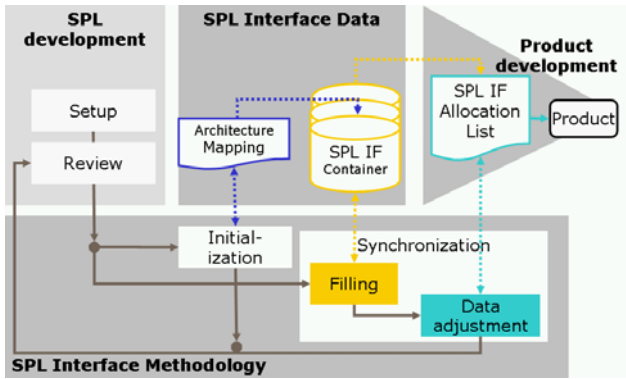 SPL
development
SPL Interface Data
Product
development
Setup
Review
Architecture
Mapping
SPL IF
Container
SPL IF
Allocation
List
Product
Initial-
ization
Synchronization
Filling
Data
adjustment
SPL Interface Methodology